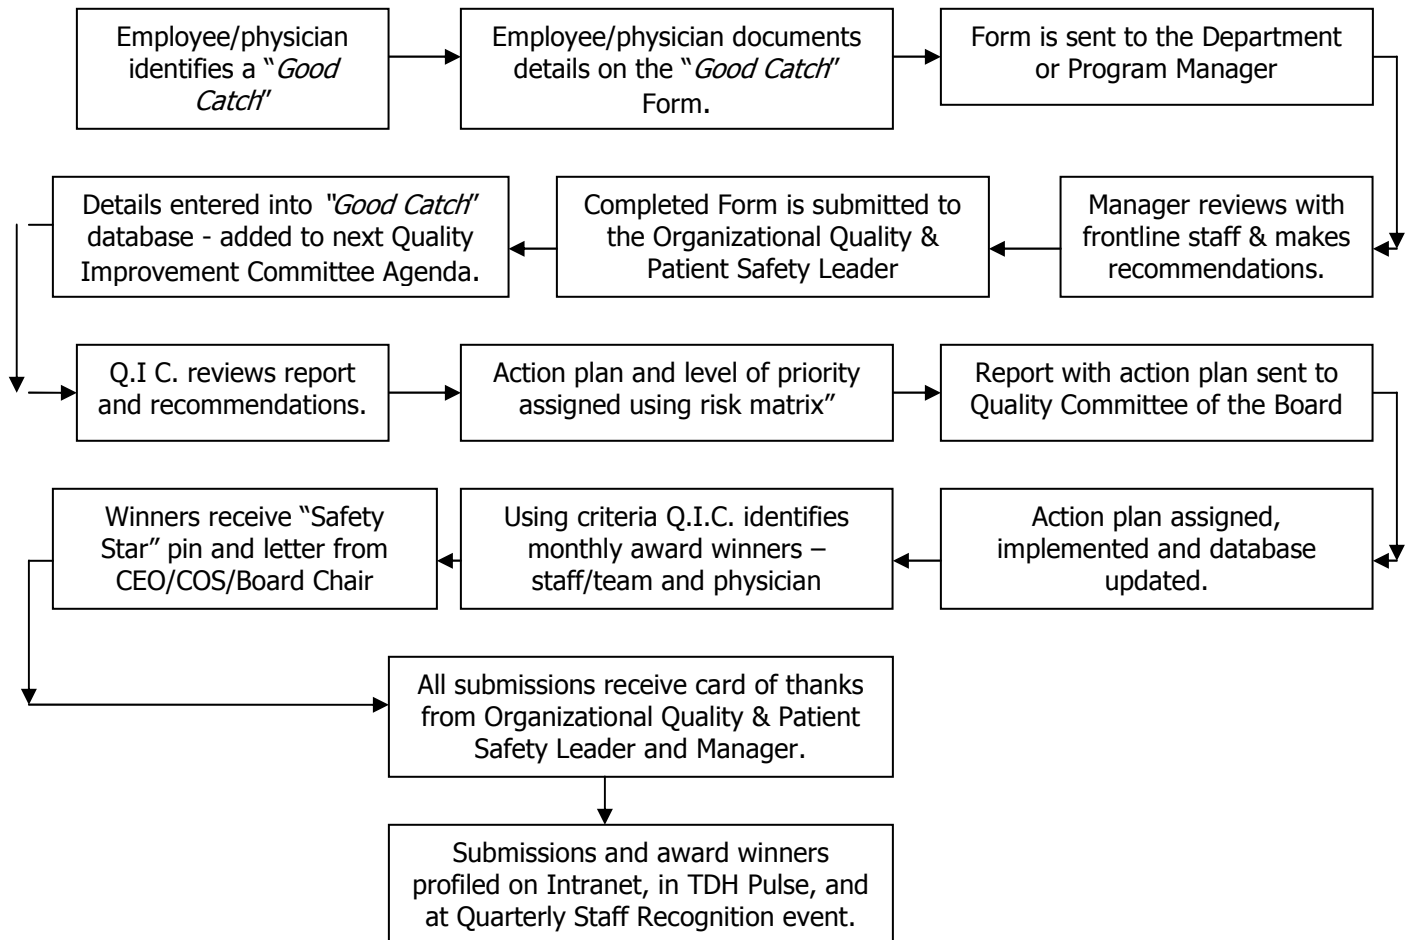 Employee/physician
identifies a “Good
Catch”
Employee/physician documents
details on the “Good Catch”
Form.
Form is sent to the Department
or Program Manager
Manager reviews with
frontline staff & makes
recommendations.
Completed Form is submitted to
the Organizational Quality &
Patient Safety Leader
Details entered into “Good Catch”
database - added to next Quality
Improvement Committee Agenda.
Q.I C. reviews report
and recommendations.
Action plan and level of priority
assigned using risk matrix”
Report with action plan sent to
Quality Committee of the Board
Action plan assigned,
implemented and database
updated.
Using criteria Q.I.C. identifies
monthly award winners –
staff/team and physician
Winners receive “Safety
Star” pin and letter from
CEO/COS/Board Chair
All submissions receive card of thanks
from Organizational Quality & Patient
Safety Leader and Manager.
Submissions and award winners
profiled on Intranet, in TDH Pulse, and
at Quarterly Staff Recognition event.